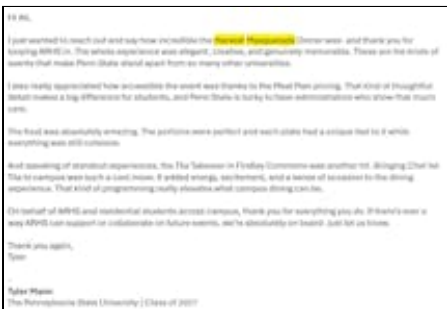 Hi All,
I just wanted to reach out and say how incredible the Harvest Masquerade Dinner was and thank you for
looping ARHS in. The whole experience was elegant, creative, and genuinely memorable. These are the kinds of
events that make Penn State stand apart from so many other universities.
I also really appreciated how accessible the event was thanks to the Meal Plan pricing. That kind of thoughtful
detail makes a big difference for students, and Penn State is lucky to have administrators who show that much
care.
The food was absolutely amazing. The portions were perfect and each plate had a unique feel to it while
everything was still cohesive.
And speaking of standout experiences, the Tila Takeover in Findlay Commons was another hit. Bringing Chef
Tila to campus was such a cool move. It added energy, excitement, and a sense of occasion to the dining
experience. That kind of programming really elevates what campus dining can be.
On behalf of ARHS and residential students across campus, thank you for everything you do. If there's ever a
way ARHS can support or collaborate on future events, we're absolutely on board. Just let us know.
Thank you again,
Tyler
Tyler Mann
The Pennsylvania State University | Class of 2027